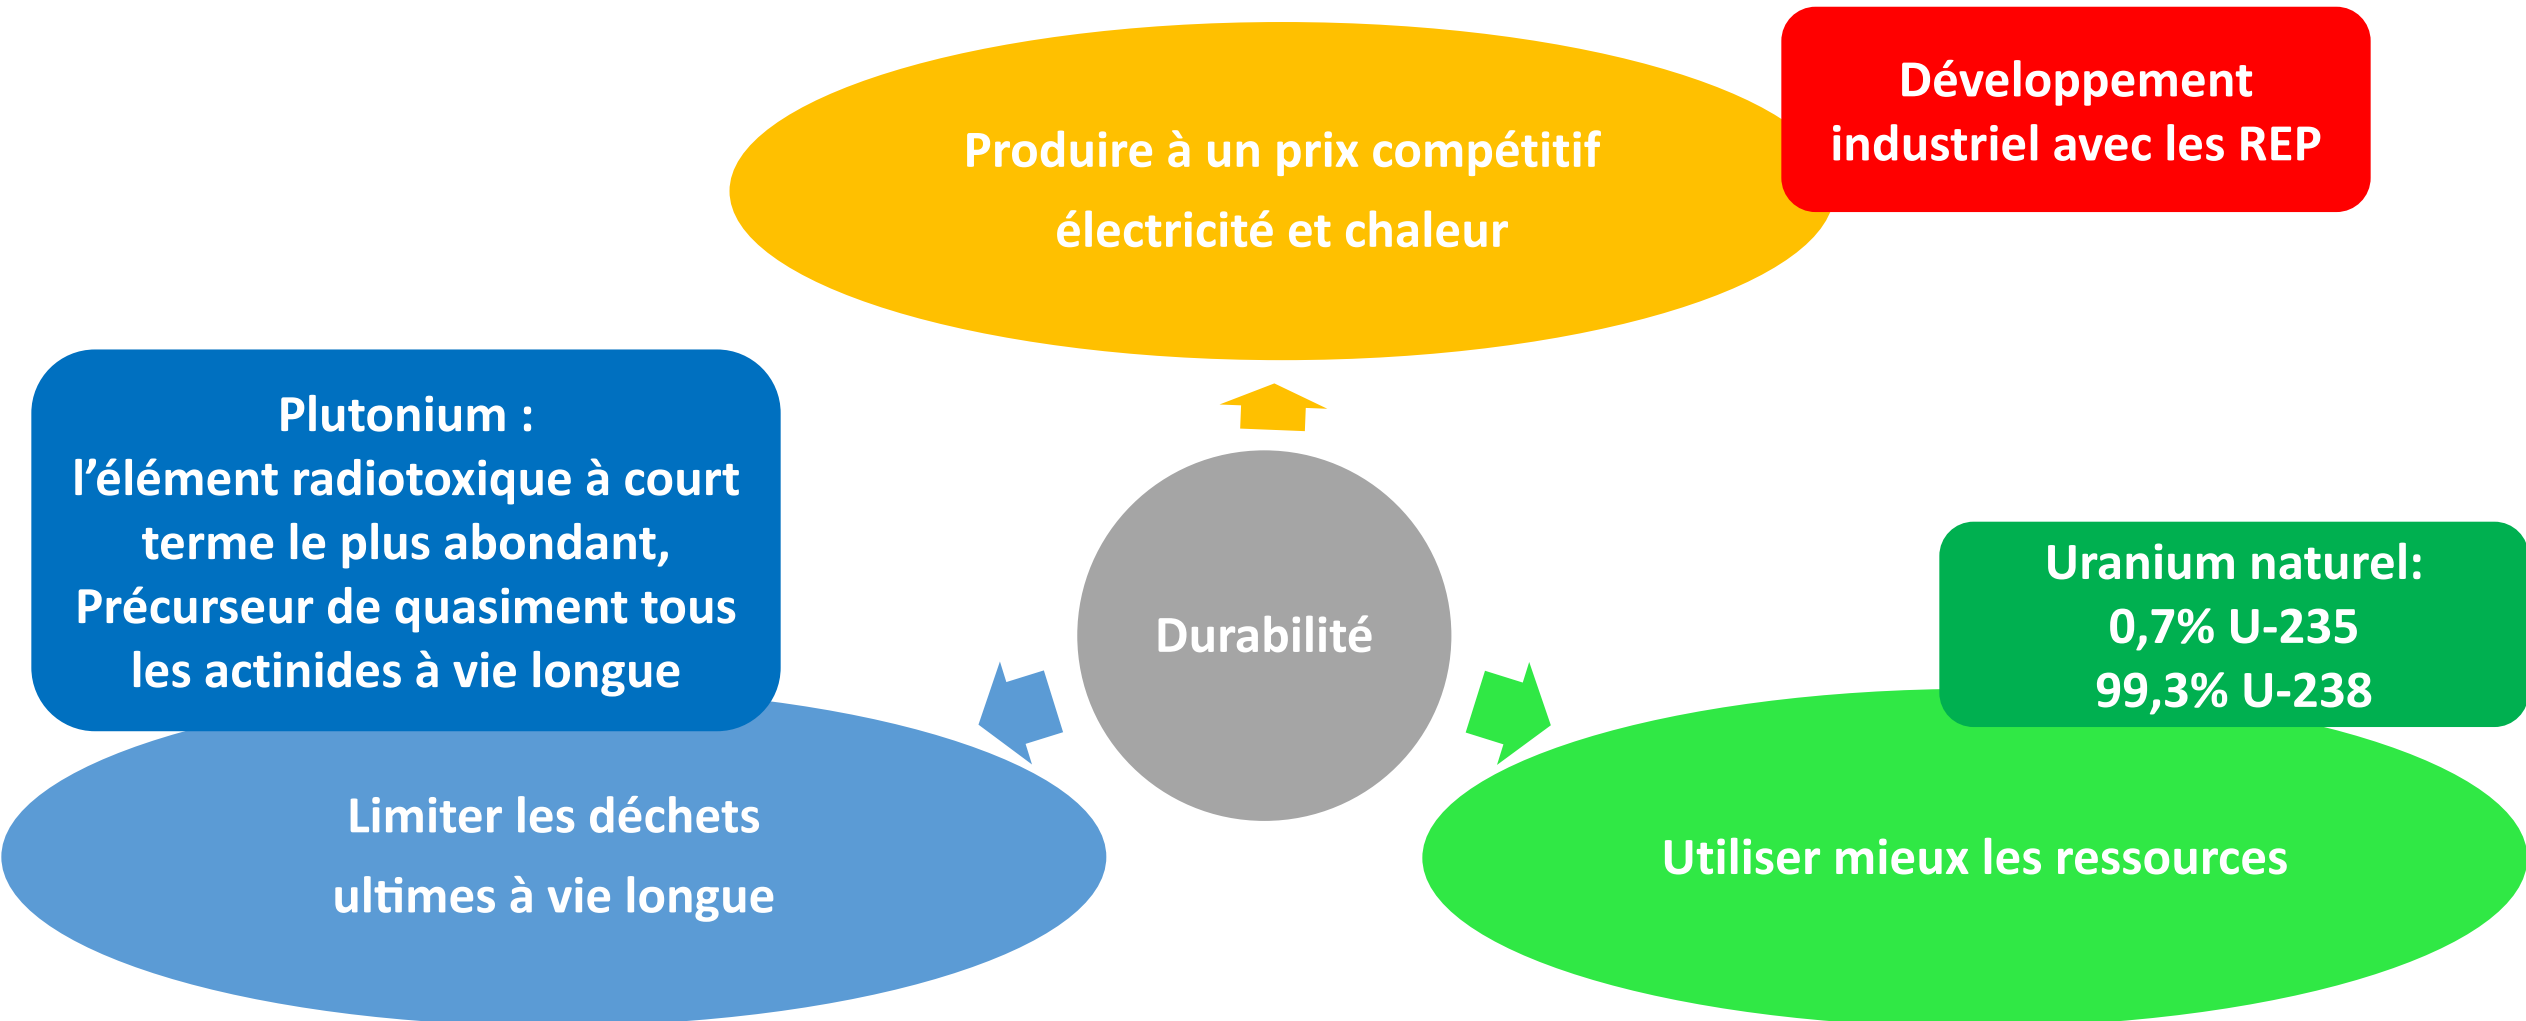 Développement
industriel avec les REP
Produire à un prix compétitif
électricité et chaleur
Plutonium :
l’élément radiotoxique à court
terme le plus abondant,
Précurseur de quasiment tous
les actinides à vie longue
Durabilité
Uranium naturel:
0,7% U-235
99,3% U-238
Limiter les déchets
ultimes à vie longue
Utiliser mieux les ressources